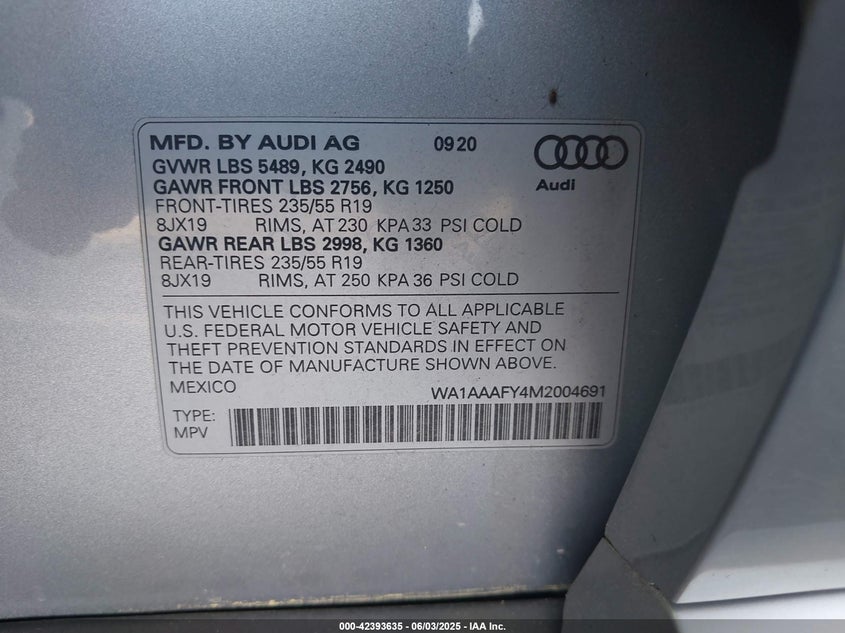 MFD. BY AUDI AG 0920
GVWR LBS 5489, KG 2490
GAWR FRONT LBS 2756, KG 1250
Audi
FRONT-TIRES 235/55 R19
8JX19 RIMS, AT 230 KPA 33 PSI COLD
GAWR REAR LBS 2998, KG 1360
REAR-TIRES 235/55 R19
8JX19 RIMS, AT 250 KPA 36 PSI COLD
THIS VEHICLE CONFORMS TO ALL APPLICABLE
U.S. FEDERAL MOTOR VEHICLE SAFETY AND
THEFT PREVENTION STANDARDS IN EFFECT ON
THE DATE OF MANUFACTURE SHOWN ABOVE.
MEXICO WA1AAAFY4M2004691
TYPE:
MPV
000-42393635 - 06/03/2025 - IAA Inc.